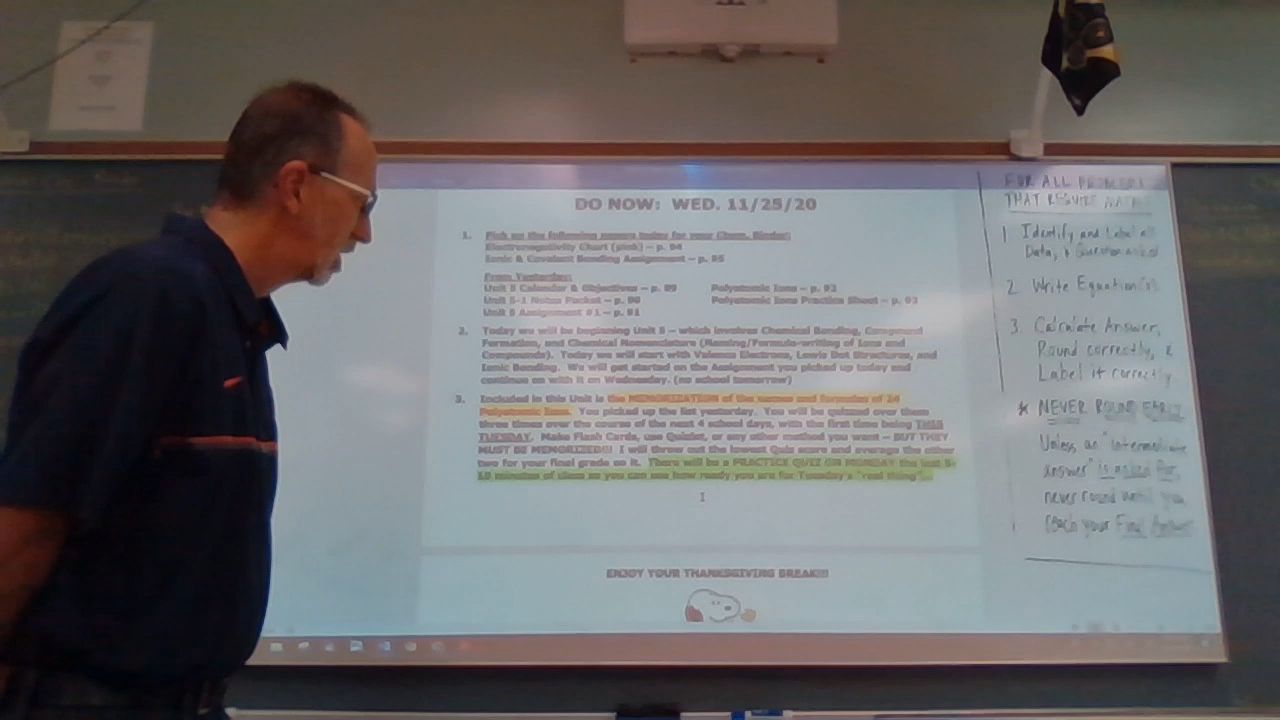 DO NOW: WED. 11/25/20
1. Pick up the following papers today for your Chem. Binder:
Electronegativity Chart (pink) – p. 94
Ionic & Covalent Bonding Assignment – p. 95
From Yesterday:
Unit 5 Calendar & Objectives – p. 89
Polyatomic Ions – p. 92
Unit 5-1 Notes Packet – p. 90
Polyatomic Ions Practice Sheet – p. 93
Unit 5 Assignment #1 – p. 91
2. Today we will be beginning Unit 5 – which involves Chemical Bonding, Compound
Formation, and Chemical Nomenclature (Naming/Formula-writing of Ions and
Compounds). Today we will start with Valence Electrons, Lewis Dot Structures, and
Ionic Bonding. We will get started on the Assignment you picked up today and
continue on with it on Wednesday. (no school tomorrow)
3. Included in this Unit is the MEMORIZATION of the names and formulas of
Polyatomic Ions. You picked up the list yesterday. You will be quizzed over them
three times over the course of the next 4 school days, with the first time being THIS
TUESDAY. Make Flash Cards, use Quizlet, or any other method you want – BUT THEY
MUST BE MEMORIZED!!! I will throw out the lowest Quiz score and average the other
two for your final grade on it. There will be a PRACTICE QUIZ ON MONDAY the last 5-
10 minutes of class so you can see how ready you are for Tuesday's "real thing"...
ENJOY YOUR THANKSGIVING BREAK!!!
FOR ALL PROBLEMS
THAT REQUIRE MATH
1 Identify and Label all
Data, & Question asked
2. Write Equation(s)
3. Calculate Answer,
Round correctly, &
Label it correctly
* NEVER ROUND EARLY
Unless an "intermediate
answer" is asked for,
never round until you
reach your Final Answer